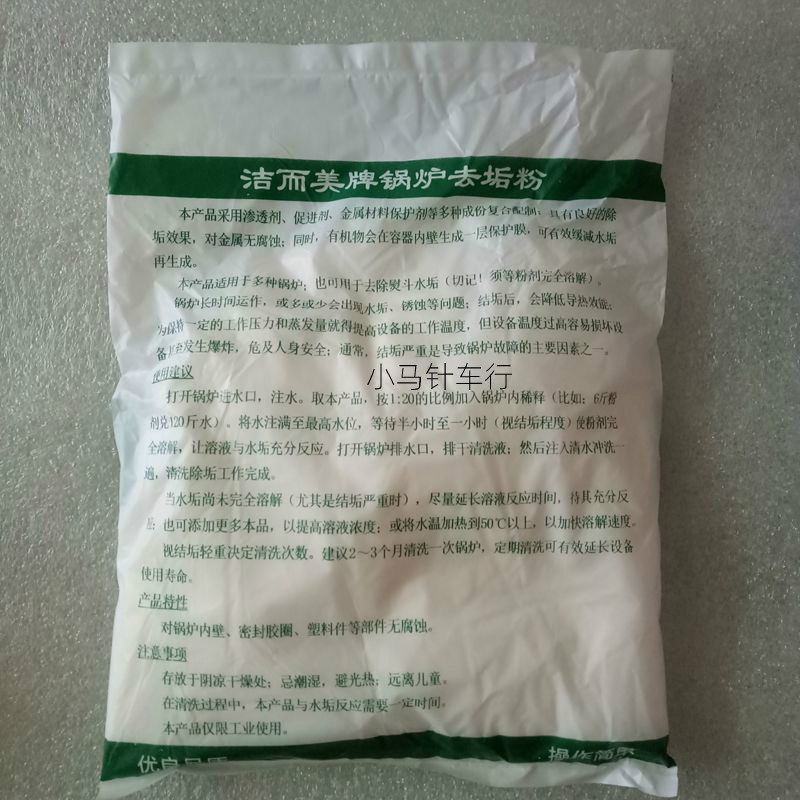 洁而美牌锅炉去垢粉
本产品采用渗透剂、促进剂、金属材料保护剂等多种成份复合配制；具有良好的除
垢效果，对金属无腐蚀；同时，有机物会在容器内壁生成一层保护膜，可有效缓减水垢
再生成。
本产品适用于多种锅炉；也可用于去除熨斗水垢（切记！须等粉剂完全溶解）。
锅炉长时间运作，或多或少会出现水垢、锈蚀等问题；结垢后，会降低导热效能；
为保持一定的工作压力和蒸发量就得提高设备的工作温度，但设备温度过高容易损坏设
备甚至发生爆炸，危及人身安全；通常，结垢严重是导致锅炉故障的主要因素之一。
小马针车行
使用建议
打开锅炉进水口，注水。取本产品，按1:20的比例加入锅炉内稀释（比如：6斤粉
剂兑120斤水）。将水注满至最高水位，等待半小时至一小时（视结垢程度）使粉剂完
全溶解，让溶液与水垢充分反应。打开锅炉排水口，排干清洗液；然后注入清水冲洗一
遍，清洗除垢工作完成。
当水垢尚未完全溶解（尤其是结垢严重时），尽量延长溶液反应时间，待其充分反
应；也可添加更多本品，以提高溶液浓度；或将水温加热到50℃以上，以加快溶解速度。
视结垢轻重决定清洗次数。建议2～3个月清洗一次锅炉，定期清洗可有效延长设备
使用寿命。
产品特性
对锅炉内壁、密封胶圈、塑料件等部件无腐蚀。
注意事项
存放于阴凉干燥处；忌潮湿，避光热；远离儿童。
在清洗过程中，本产品与水垢反应需要一定时间。
本产品仅限工业使用。
优良品质
操作简单